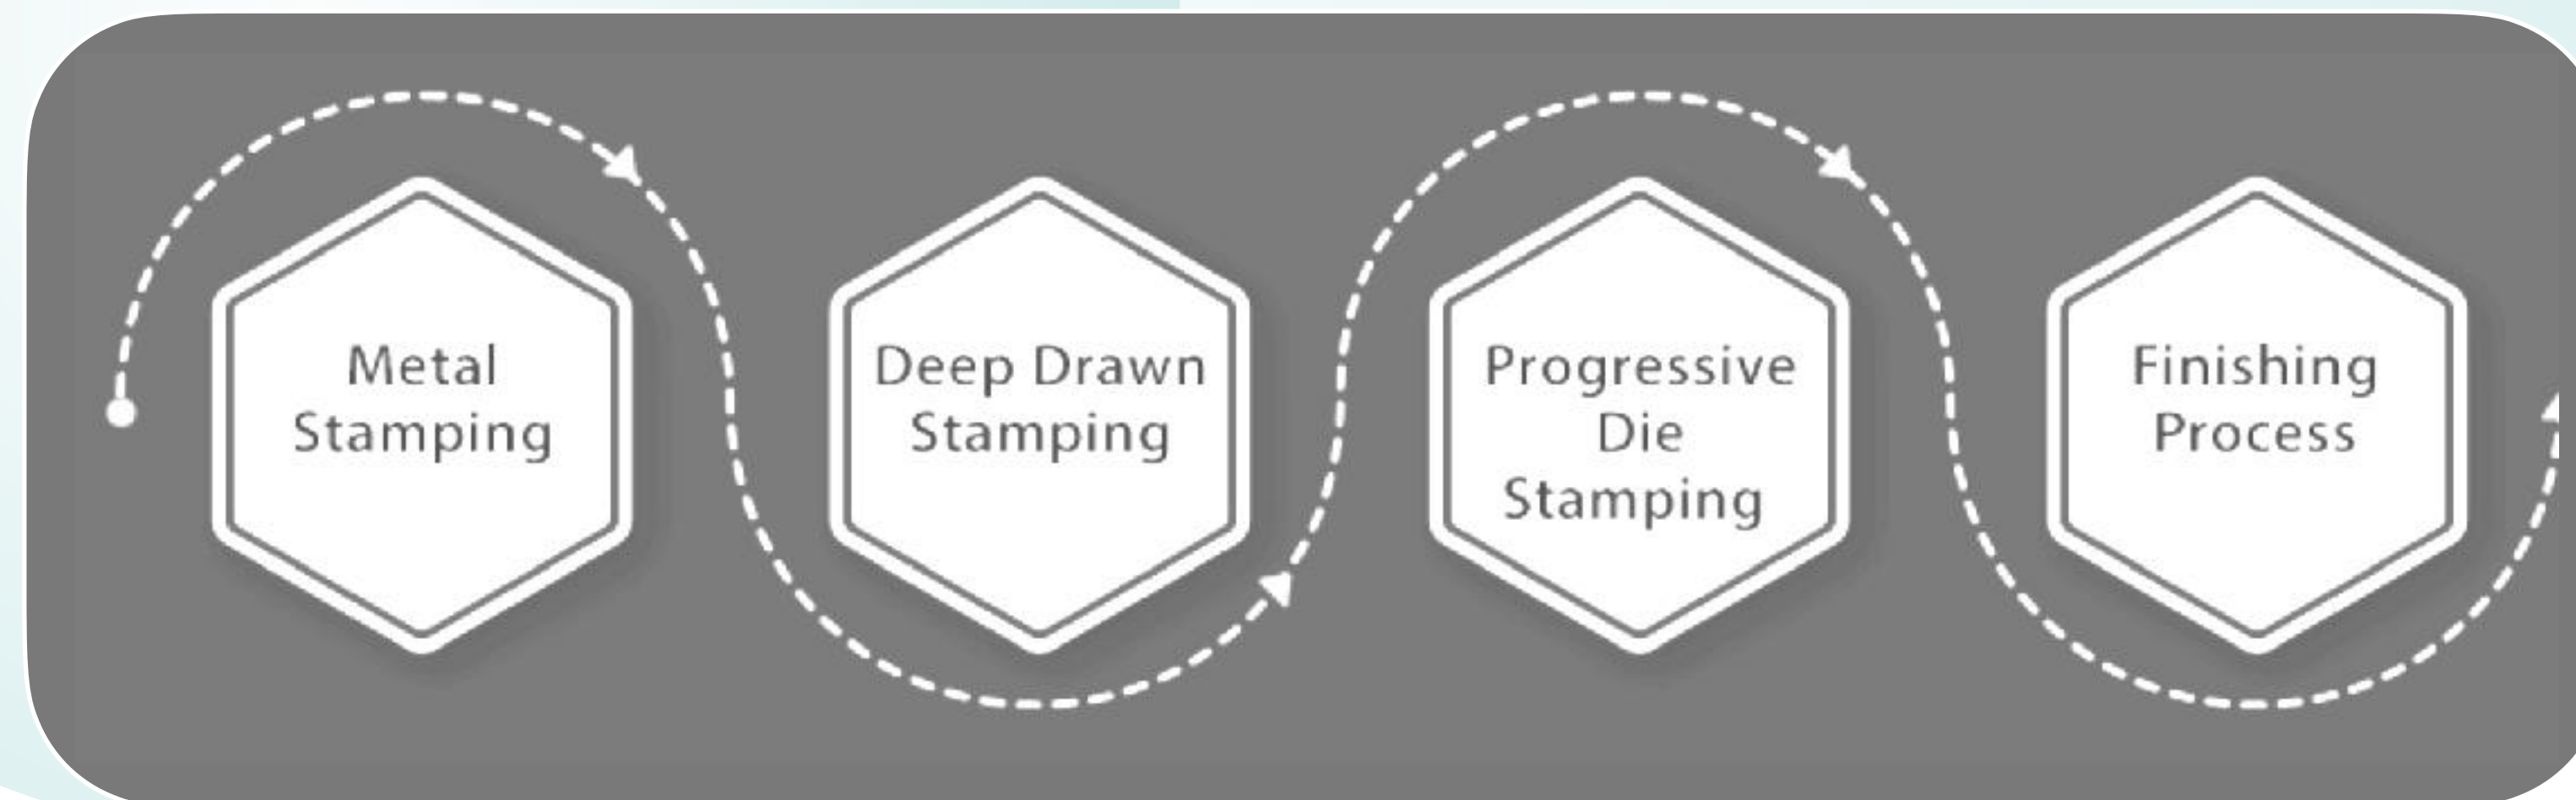 Metal
Stamping
Deep Drawn
Stamping
Progressive
Die
Stamping
Finishing
Process